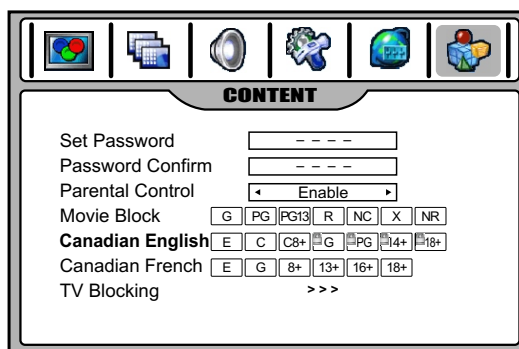 CONTENT
Set Password – – – –
Password Confirm – – – –
Parental Control Enable
Movie Block G PG PG13 R NC X NR
Canadian English E C C8+ G PG 14+ 18+
Canadian French E G 8+ 13+ 16+ 18+
TV Blocking >>>